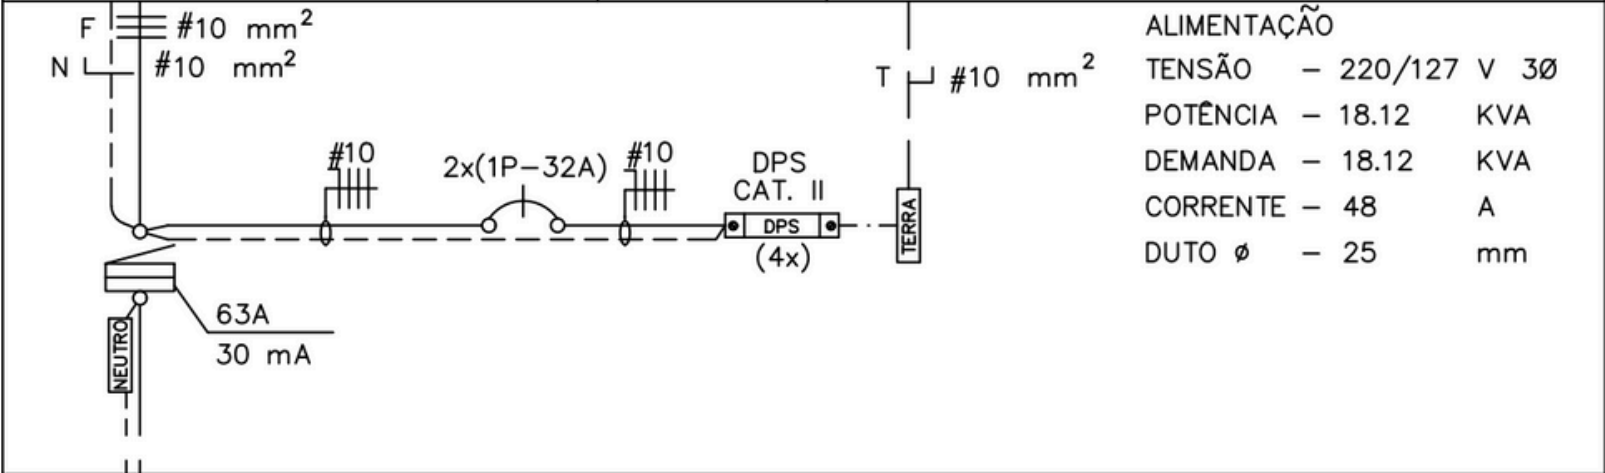 F #10 mm²
N #10 mm²
#10
2x(1P-32A)
#10
DPS
CAT. II
DPS
(4x)
T #10 mm²
TERRA
63A
30 mA
NEUTRO
ALIMENTAÇÃO
TENSÃO - 220/127 V 3Ø
POTÊNCIA - 18.12 KVA
DEMANDA - 18.12 KVA
CORRENTE - 48 A
DUTO ø - 25 mm